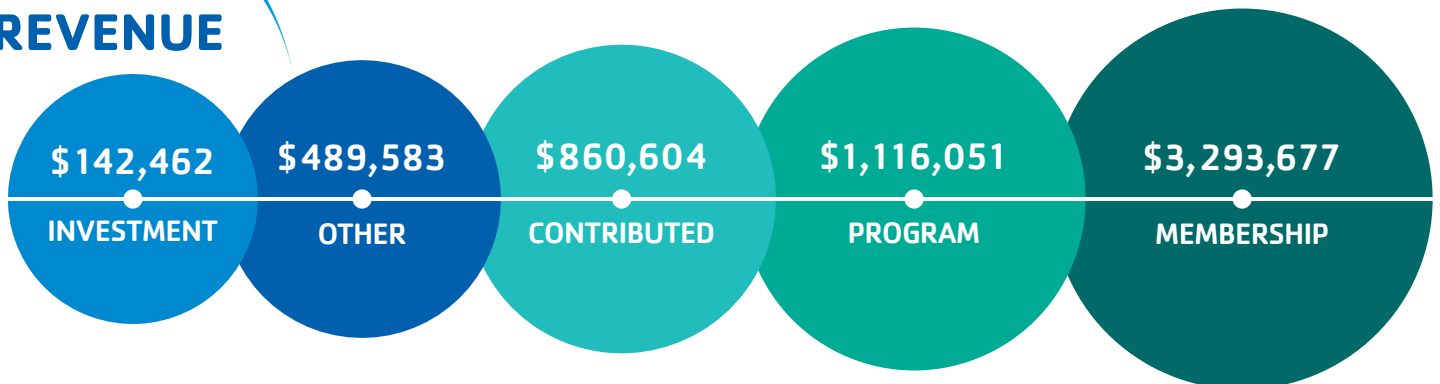 REVENUE
$142,462
INVESTMENT
$489,583
OTHER
$860,604
CONTRIBUTED
$1,116,051
PROGRAM
$3,293,677
MEMBERSHIP